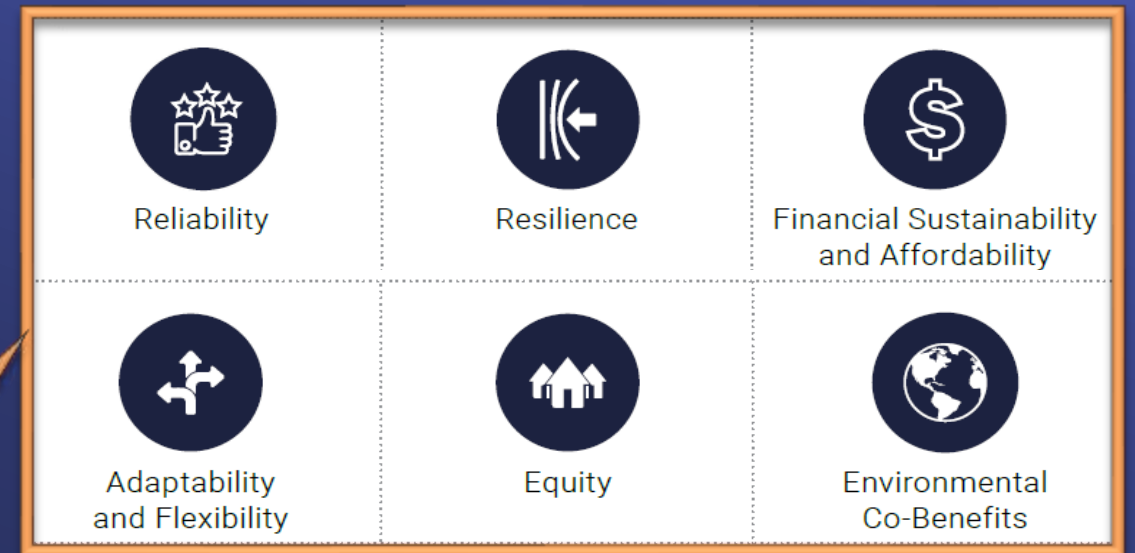 Reliability
Resilience
Financial Sustainability
and Affordability
Adaptability
and Flexibility
Equity
Environmental
Co-Benefits